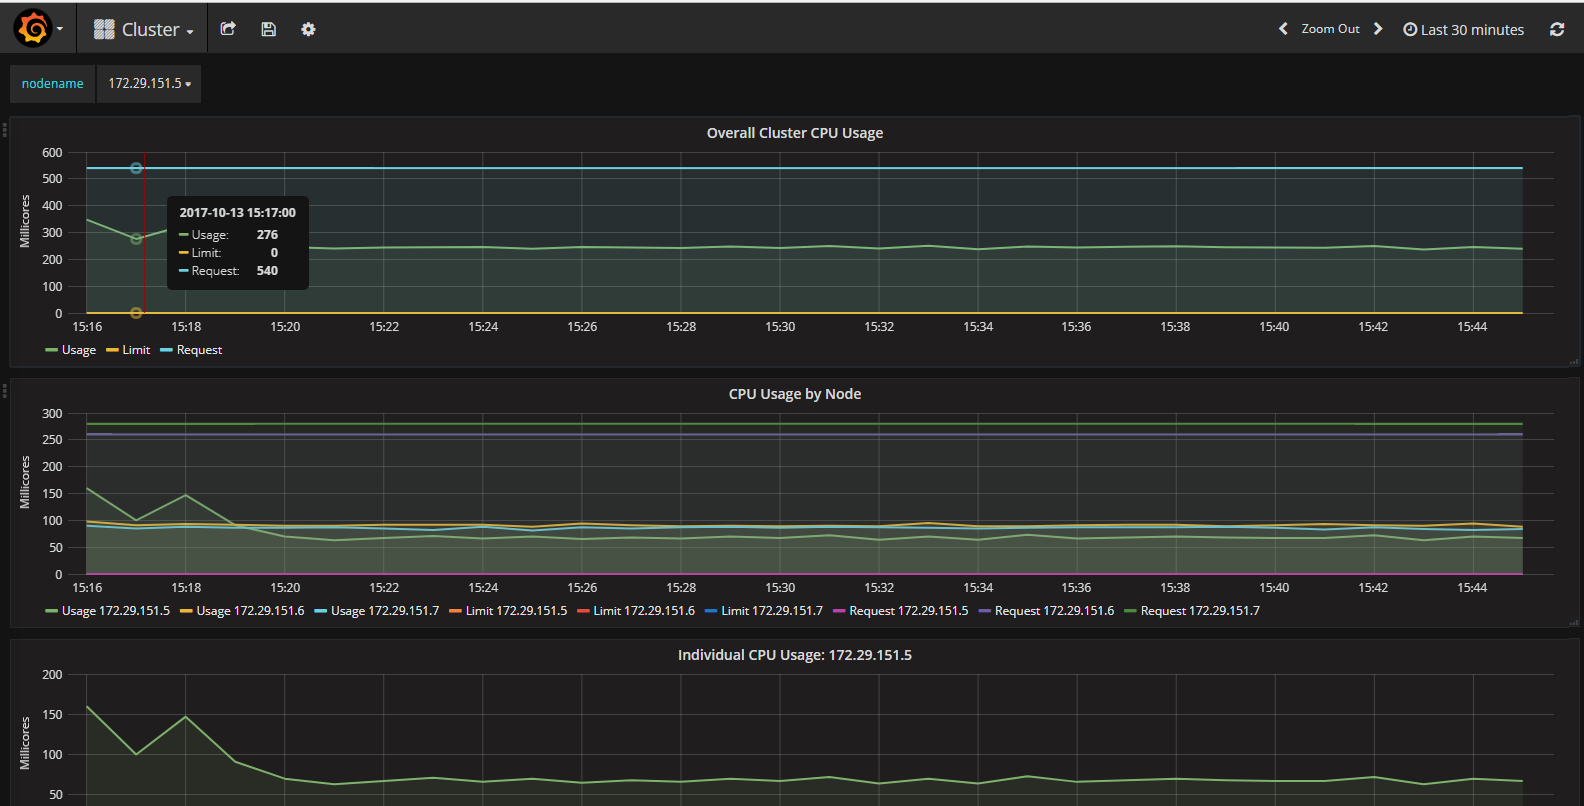 Cluster
Zoom Out
Last 30 minutes
nodename
172.29.151.5
Overall Cluster CPU Usage
Millicores
600
500
400
300
200
100
0
2017-10-13 15:17:00
Usage: 276
Limit: 0
Request: 540
15:16 15:18 15:20 15:22 15:24 15:26 15:28 15:30 15:32 15:34 15:36 15:38 15:40 15:42 15:44
Usage Limit Request
CPU Usage by Node
Millicores
300
250
200
150
100
50
0
15:16 15:18 15:20 15:22 15:24 15:26 15:28 15:30 15:32 15:34 15:36 15:38 15:40 15:42 15:44
Usage 172.29.151.5 Usage 172.29.151.6 Usage 172.29.151.7 Limit 172.29.151.5 Limit 172.29.151.6 Limit 172.29.151.7 Request 172.29.151.5 Request 172.29.151.6 Request 172.29.151.7
Individual CPU Usage: 172.29.151.5
Millicores
200
150
100
50